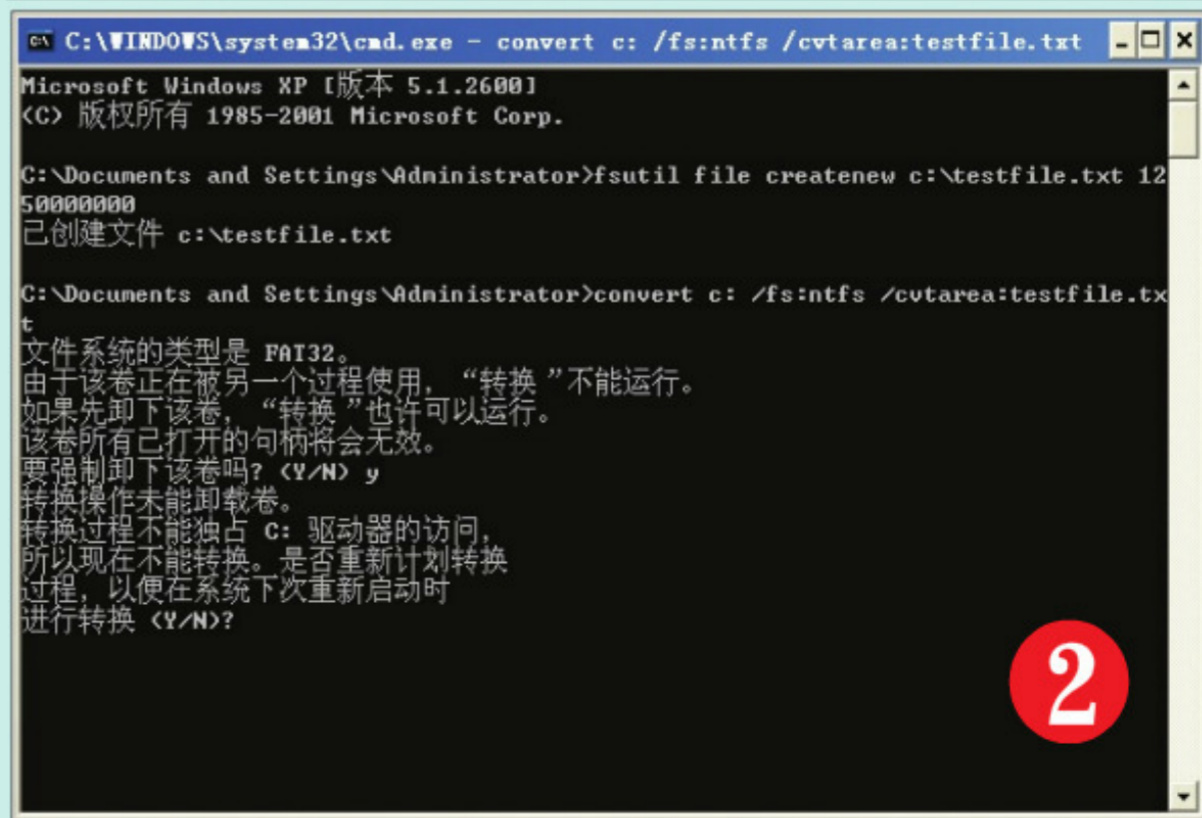 C:\WINDOWS\system32\cmd.exe - convert c: /fs:ntfs /cvtarea:testfile.txt
Microsoft Windows XP [版本 5.1.2600]
(C) 版权所有 1985-2001 Microsoft Corp.
C:\Documents and Settings\Administrator>fsutil file createnew c:\testfile.txt 12
50000000
已创建文件 c:\testfile.txt
C:\Documents and Settings\Administrator>convert c: /fs:ntfs /cvtarea:testfile.tx
t
文件系统的类型是 FAT32。
由于该卷正在被另一个过程使用，“转换”不能运行。
如果先卸下该卷，“转换”也许可以运行。
该卷所有已打开的句柄将会无效。
要强制卸下该卷吗? (Y/N) y
转换操作未能卸载卷。
转换过程不能独占 C: 驱动器的访问，
所以现在不能转换。是否重新计划转换
过程，以便在系统下次重新启动时
进行转换 (Y/N)?
2